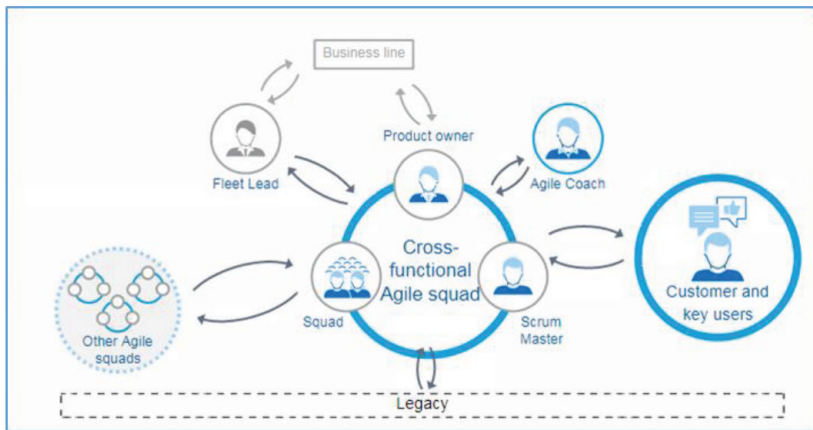 Business line
Product owner
Fleet Lead
Agile Coach
Cross-
functional
Agile squad
Squad
Scrum
Master
Customer and
key users
Other Agile
squads
Legacy